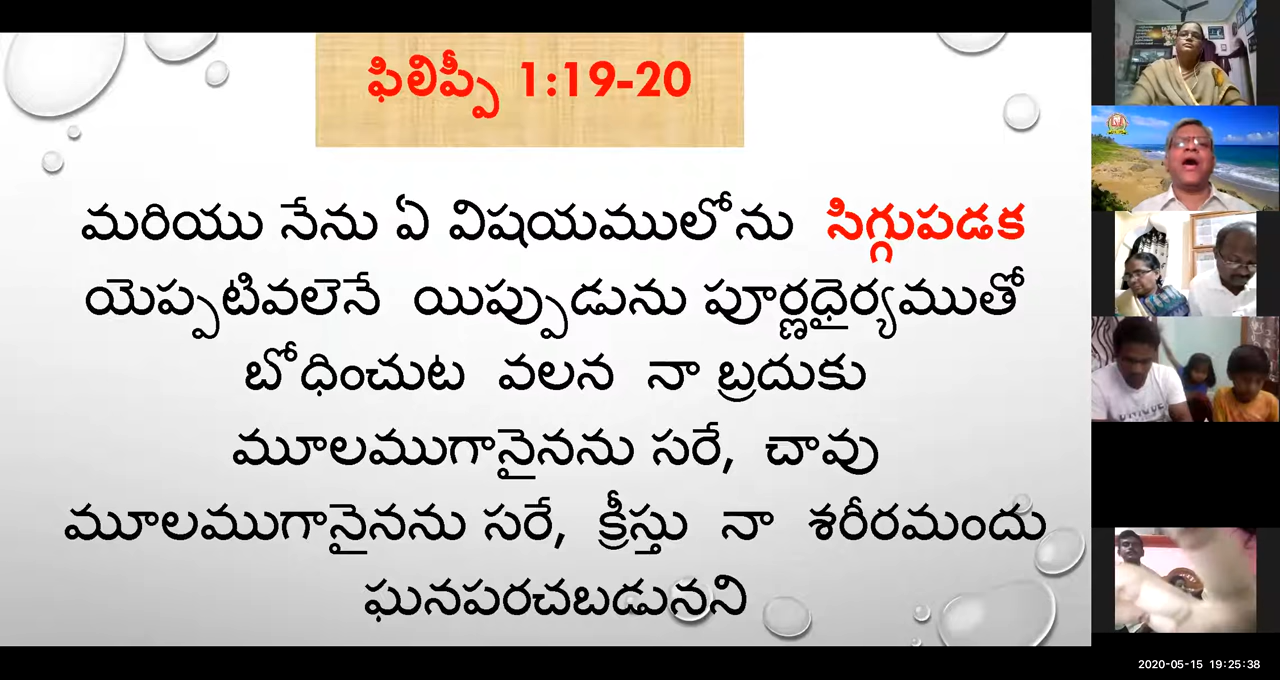 ఫిలిప్పీ 1:19-20
మరియు నేను ఏ విషయములోను సిగ్గుపడక
యెప్పటివలెనే యిప్పుడును పూర్ణధైర్యముతో
బోధించుట వలన నా బ్రదుకు
మూలముగానైనను సరే, చావు
మూలముగానైనను సరే, క్రీస్తు నా శరీరమందు
ఘనపరచబడునని
2020-05-15 19:25:38